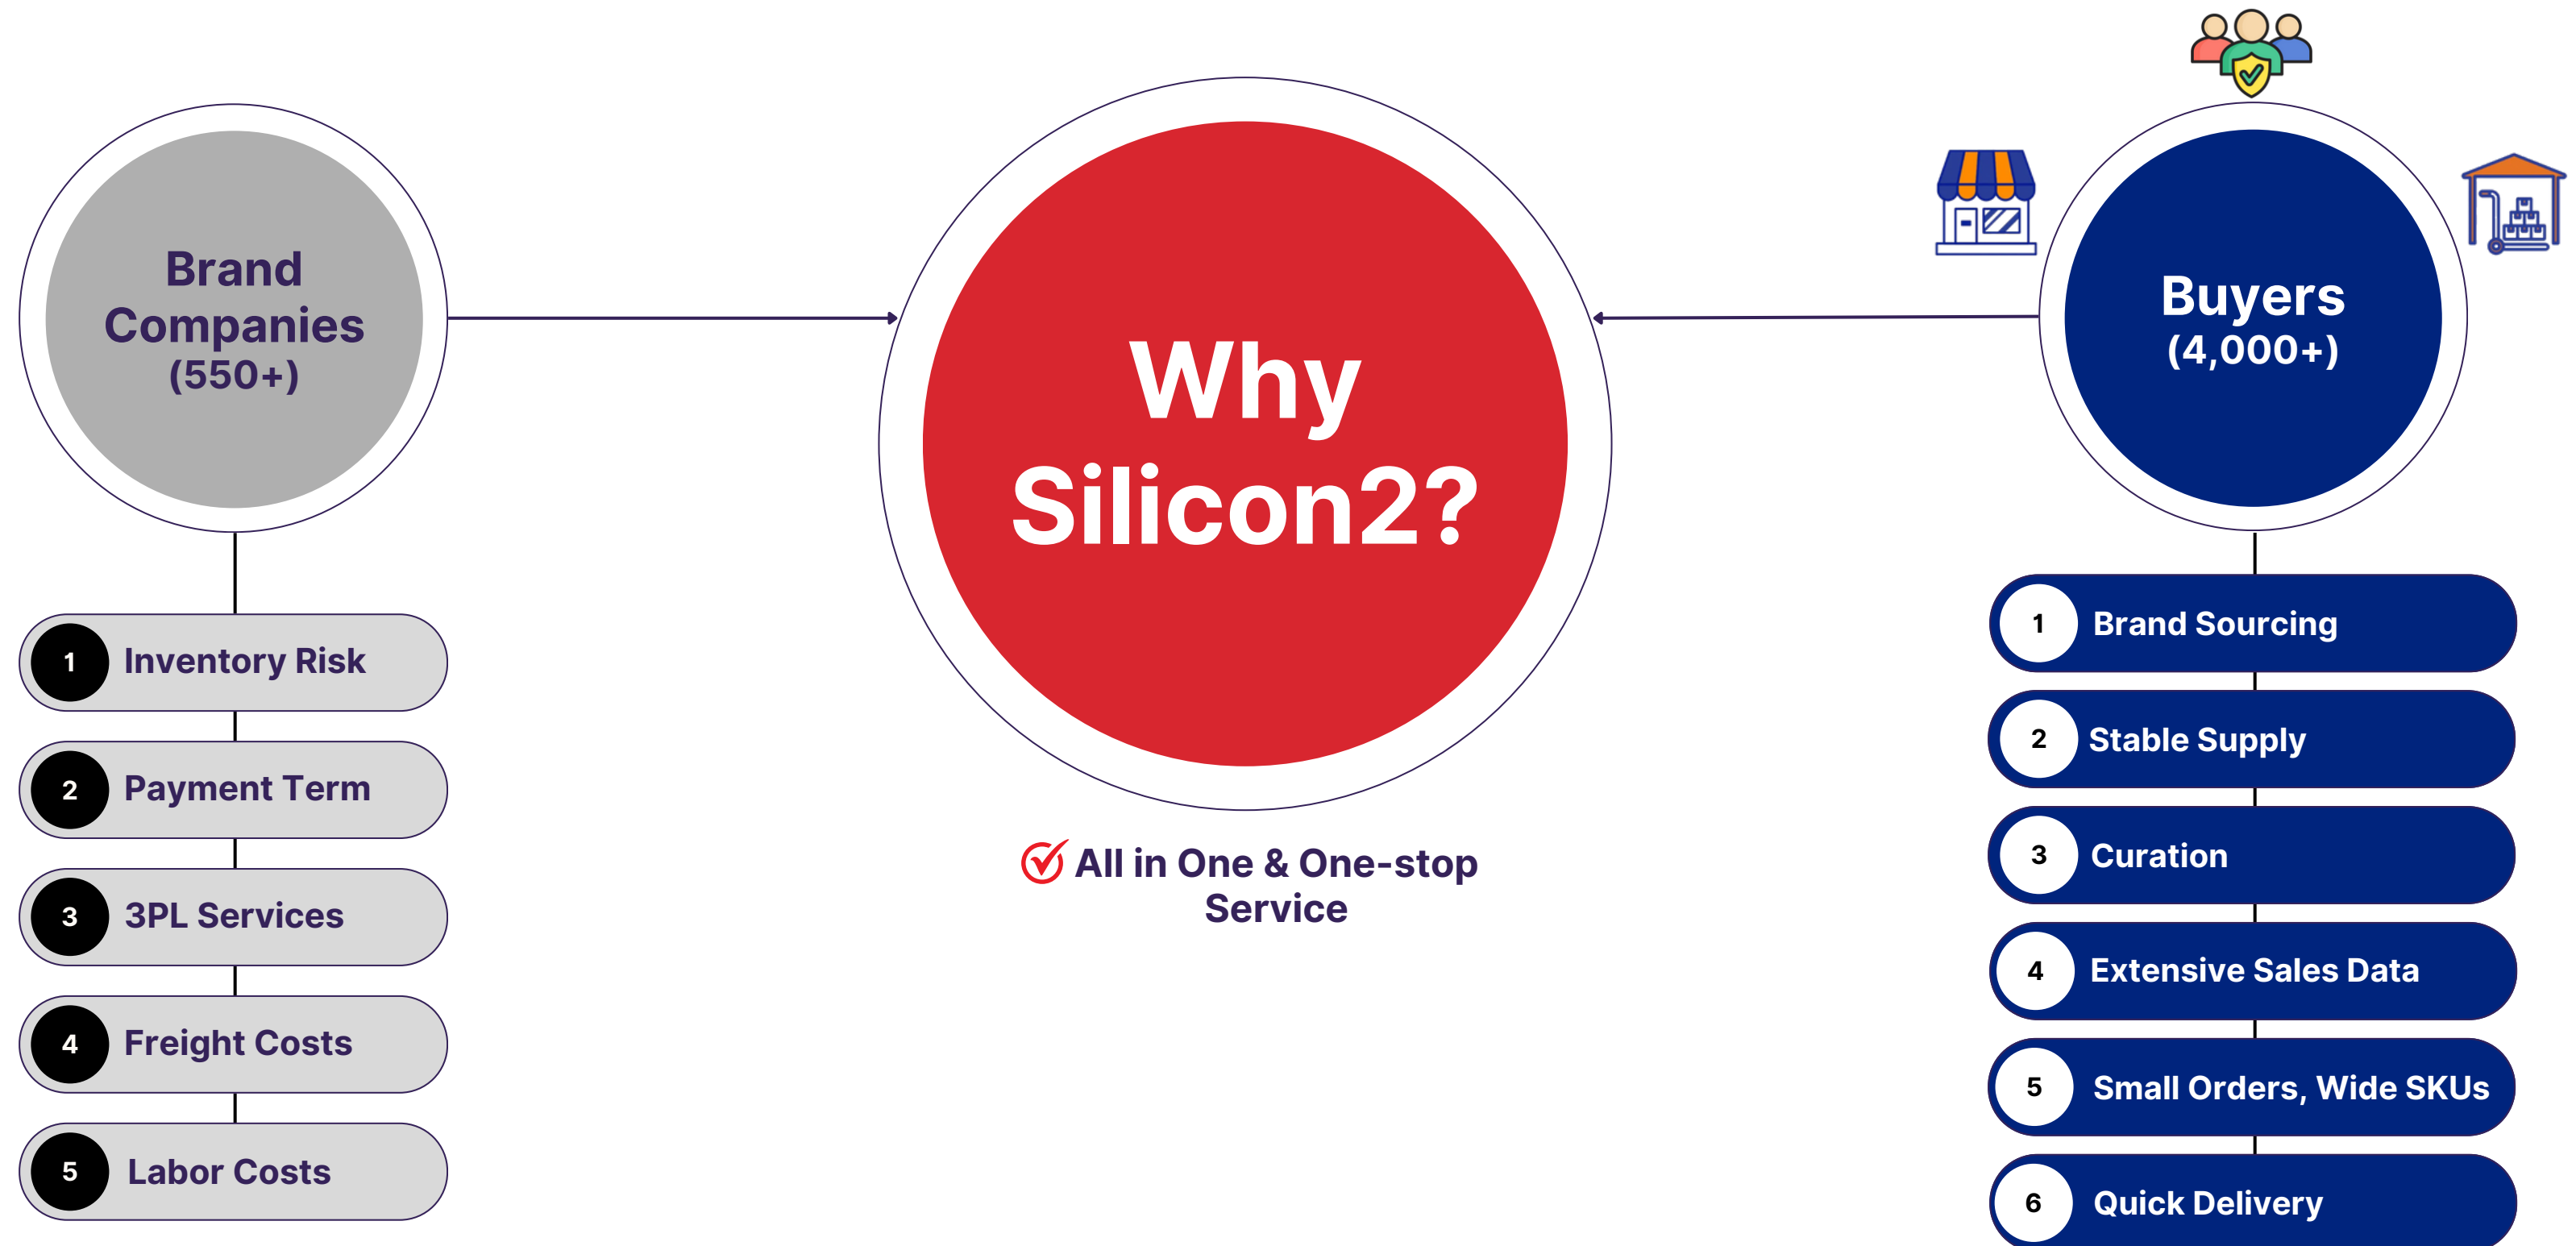 Brand
Companies
(550+)
1 Inventory Risk
2 Payment Term
3 3PL Services
4 Freight Costs
5 Labor Costs
Why
Silicon2?
All in One & One-stop
Service
Buyers
(4,000+)
1 Brand Sourcing
2 Stable Supply
3 Curation
4 Extensive Sales Data
5 Small Orders, Wide SKUs
6 Quick Delivery